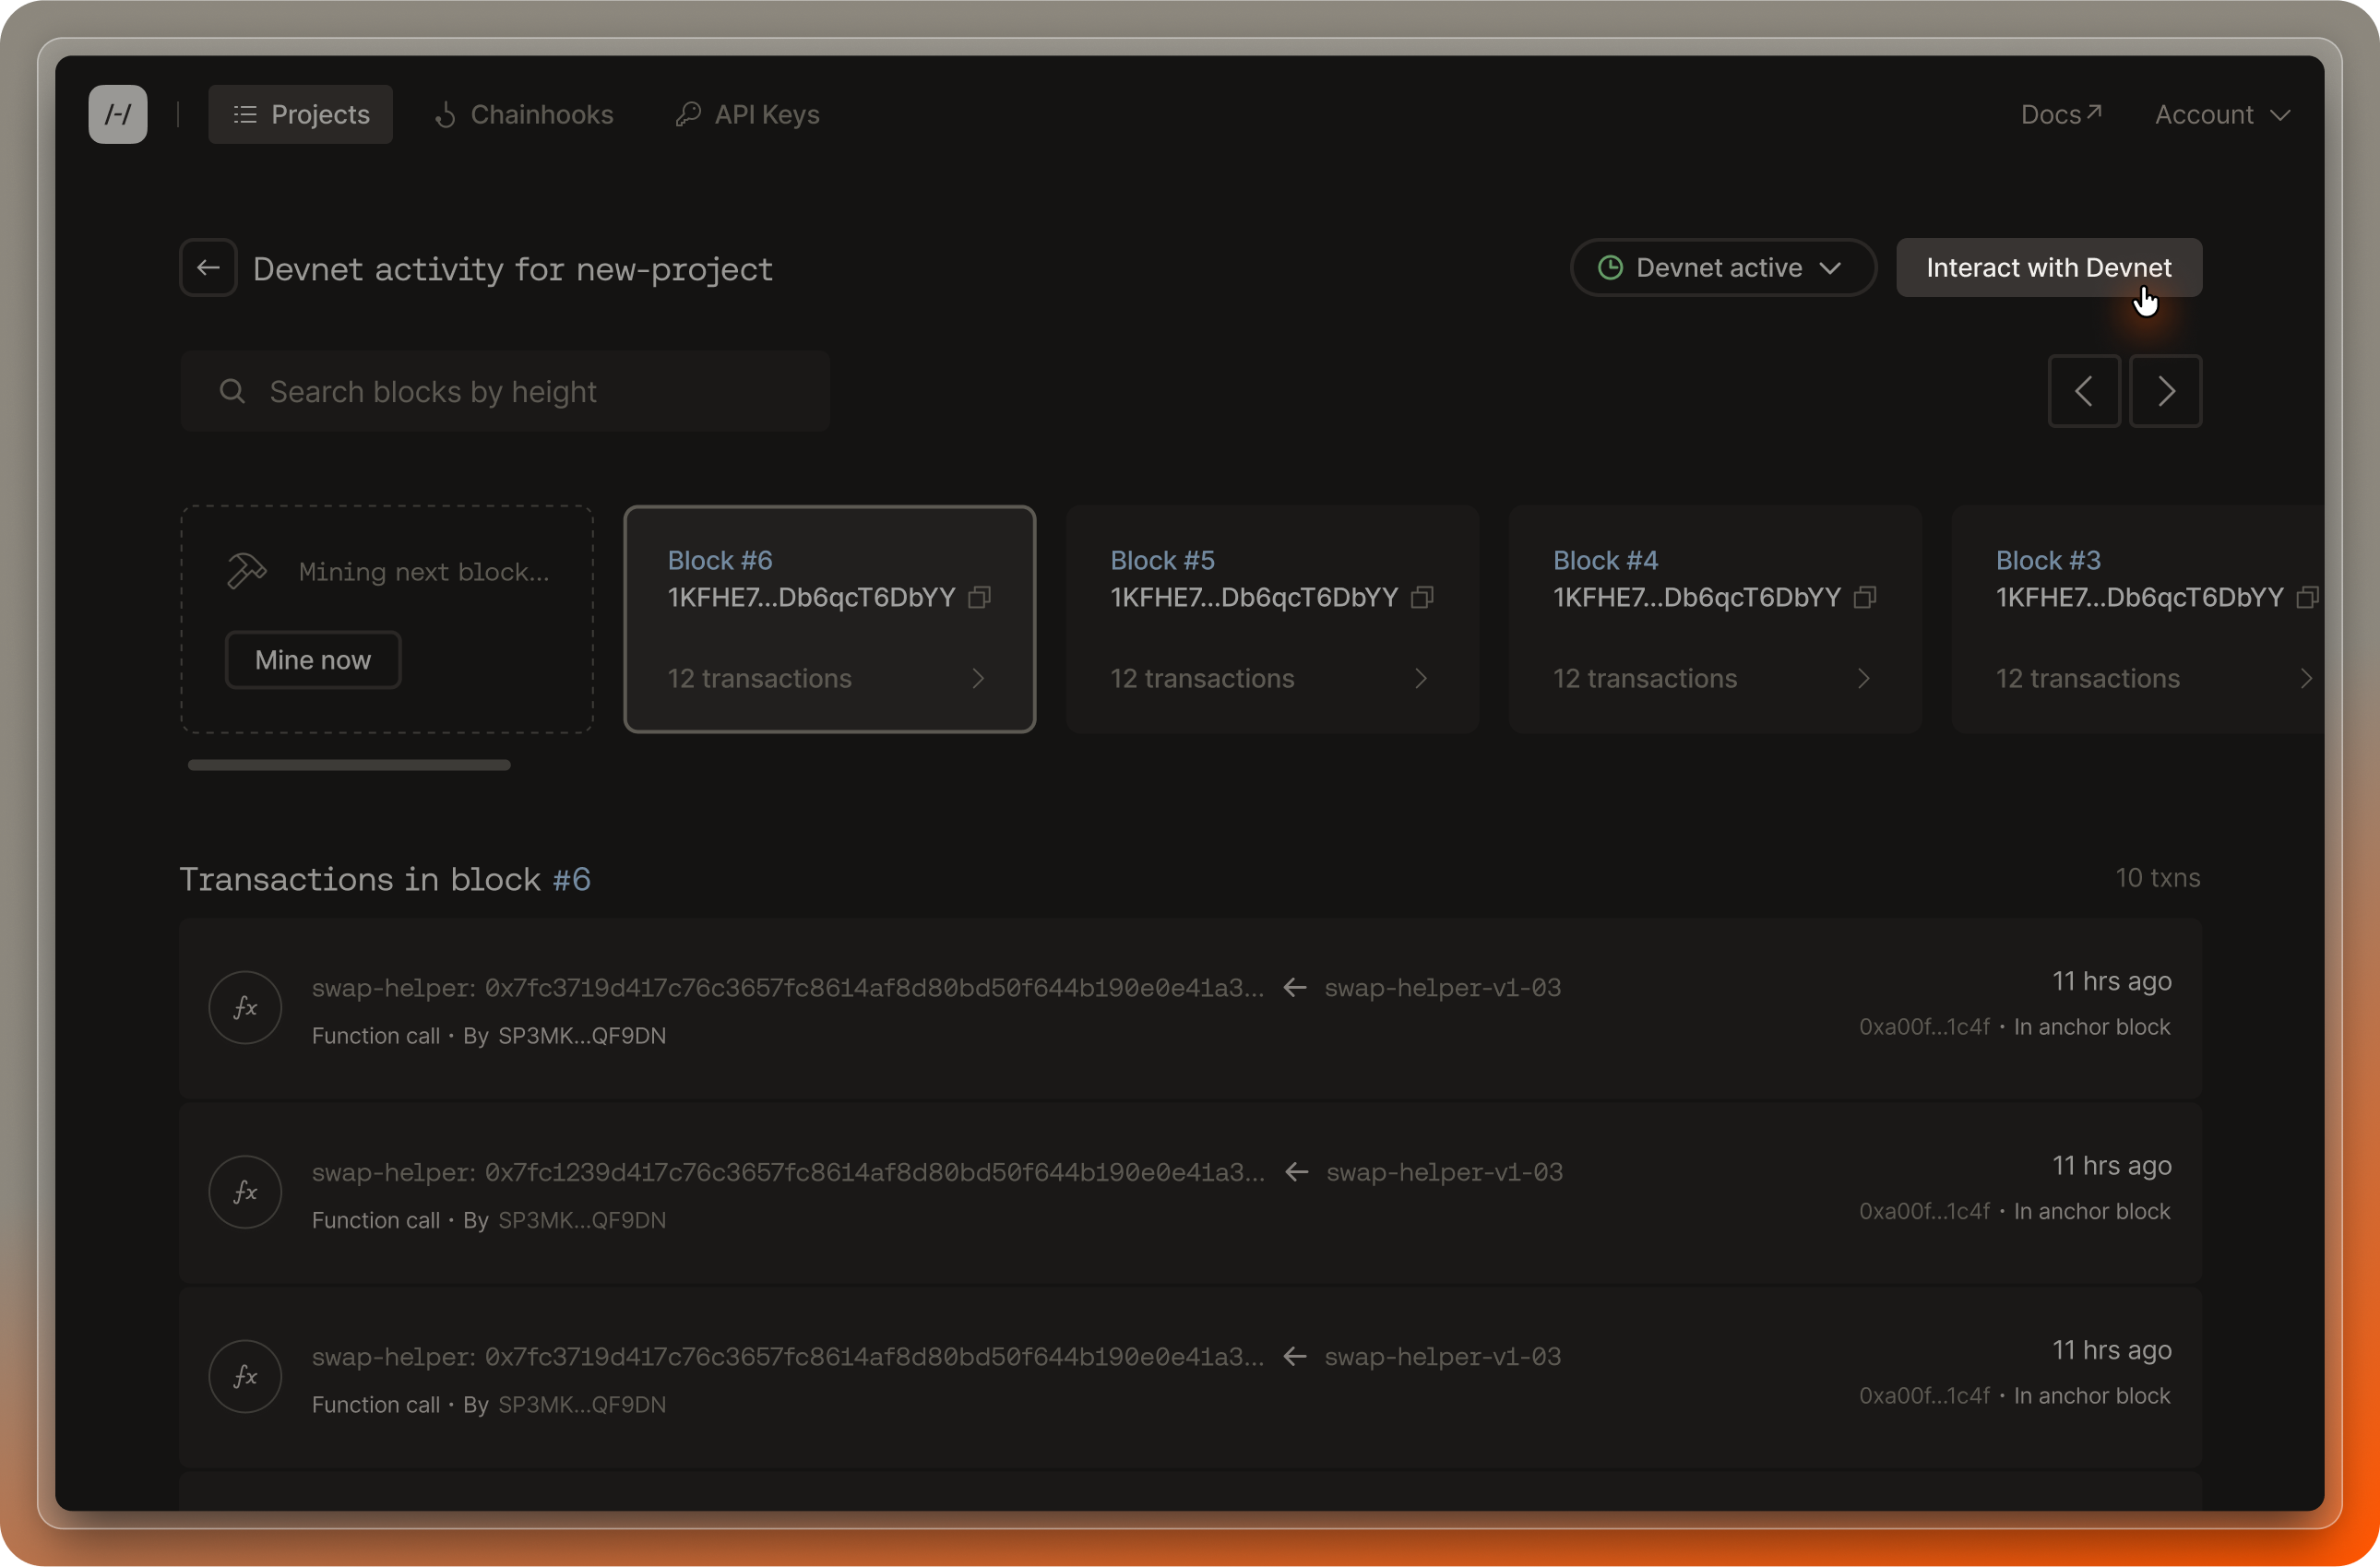 /-/ Projects Chainhooks API Keys Docs Account
Devnet activity for new-project Devnet active Interact with Devnet
Search blocks by height
Mining next block...
Mine now
Block #6
1KFHE7...Db6qcT6DbYY
12 transactions
Block #5
1KFHE7...Db6qcT6DbYY
12 transactions
Block #4
1KFHE7...Db6qcT6DbYY
12 transactions
Block #3
1KFHE7...Db6qcT6DbYY
12 transactions
Transactions in block #6 10 txns
fx
swap-helper: 0x7fc3719d417c76c3657fc8614af8d80bd50f644b190e0e41a3... ← swap-helper-v1-03
Function call • By SP3MK...QF9DN
11 hrs ago
0xa00f...1c4f • In anchor block
fx
swap-helper: 0x7fc1239d417c76c3657fc8614af8d80bd50f644b190e0e41a3... ← swap-helper-v1-03
Function call • By SP3MK...QF9DN
11 hrs ago
0xa00f...1c4f • In anchor block
fx
swap-helper: 0x7fc3719d417c76c3657fc8614af8d80bd50f644b190e0e41a3... ← swap-helper-v1-03
Function call • By SP3MK...QF9DN
11 hrs ago
0xa00f...1c4f • In anchor block